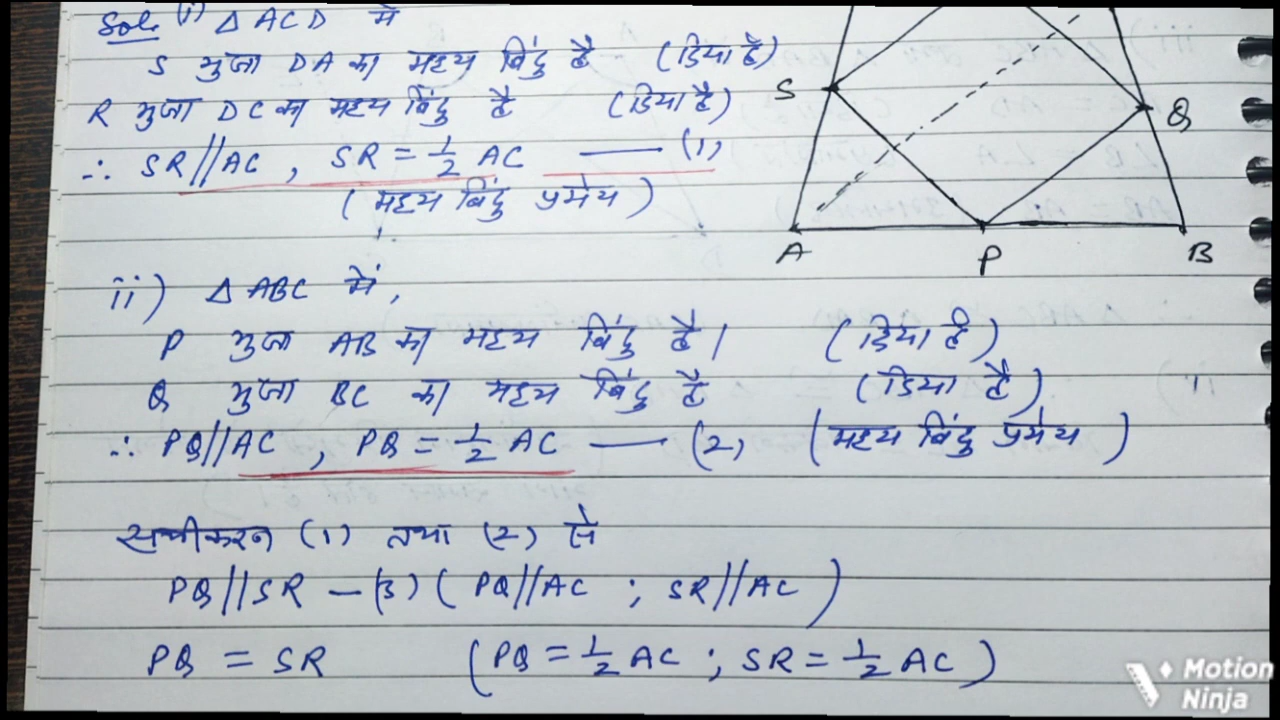 Sol: (i) △ ACD में
S भुजा DA का मध्य बिंदु है (दिया है)
R भुजा DC का मध्य बिंदु है (दिया है)
∴ SR//AC , SR = 1/2 AC —— (1)
( मध्य बिंदु प्रमेय )
ii) △ ABC में,
P भुजा AB का मध्य बिंदु है। (दिया है)
Q भुजा BC का मध्य बिंदु है (दिया है)
∴ PQ//AC , PQ = 1/2 AC —— (2) (मध्य बिंदु प्रमेय )
समीकरन (1) तथा (2) से
PQ//SR — (3) ( PQ//AC ; SR//AC )
PQ = SR (PQ = 1/2 AC ; SR = 1/2 AC )
S
Q
A
P
B
Motion
Ninja